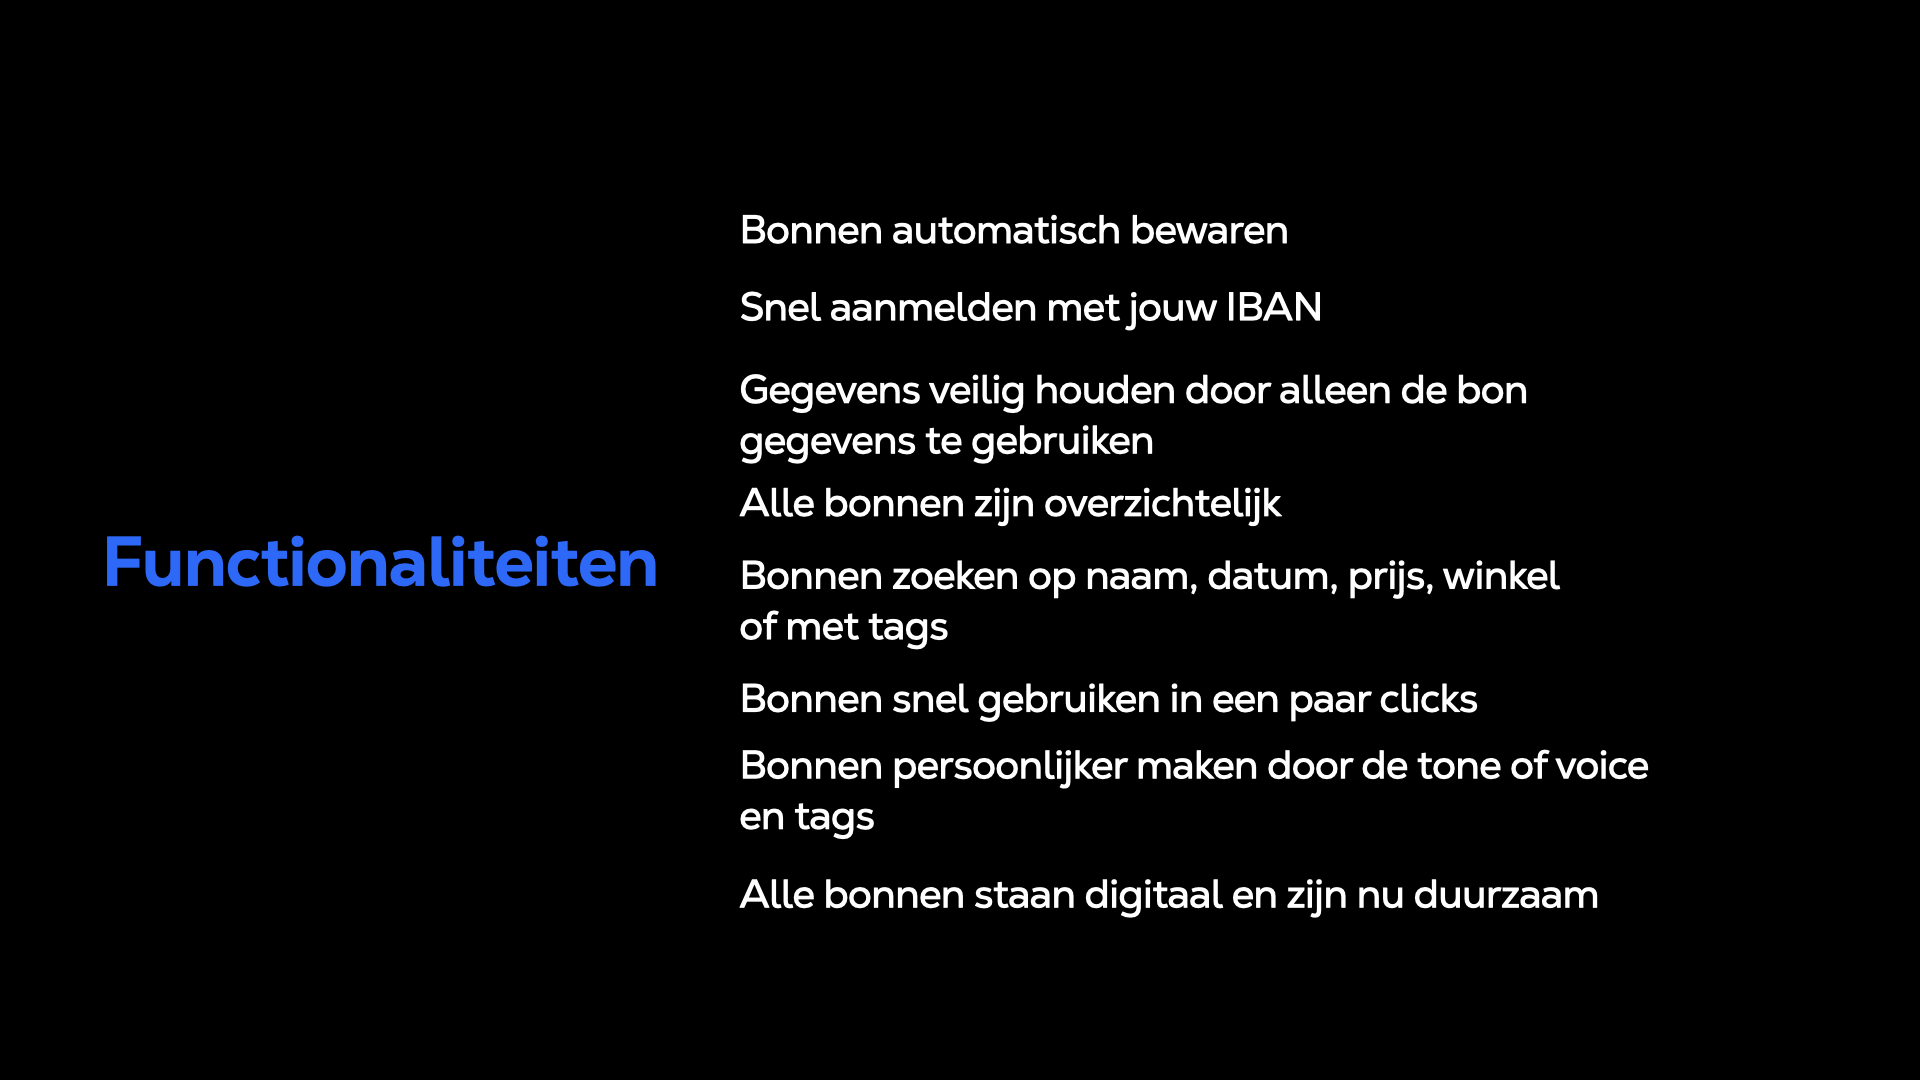 Functionaliteiten
Bonnen automatisch bewaren
Snel aanmelden met jouw IBAN
Gegevens veilig houden door alleen de bon
gegevens te gebruiken
Alle bonnen zijn overzichtelijk
Bonnen zoeken op naam, datum, prijs, winkel
of met tags
Bonnen snel gebruiken in een paar clicks
Bonnen persoonlijker maken door de tone of voice
en tags
Alle bonnen staan digitaal en zijn nu duurzaam